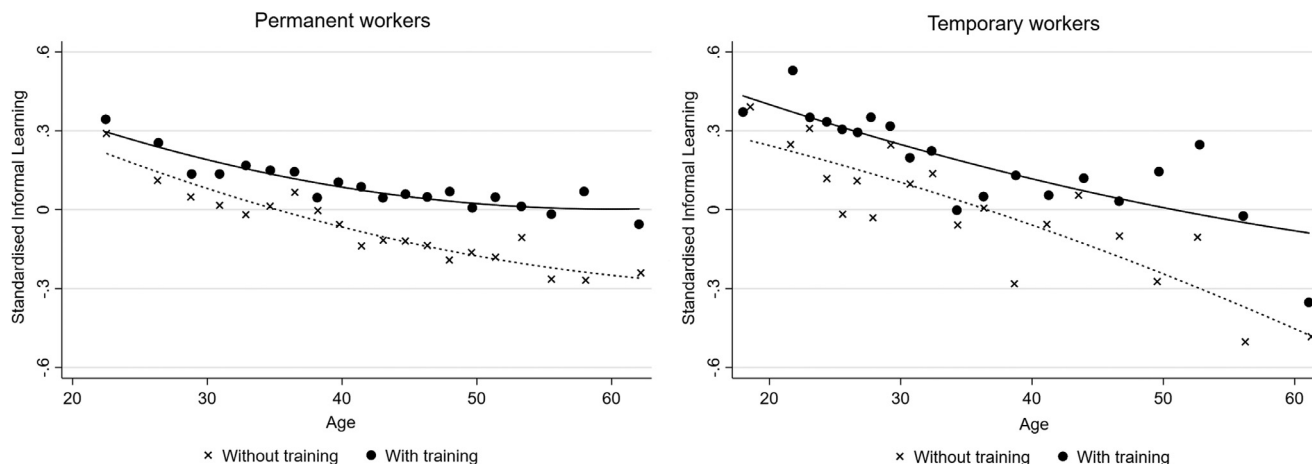 Permanent workers
Standardised Informal Learning
.6
.3
0
-.3
-.6
20 30 40 50 60
Age
× Without training ● With training
Temporary workers
Standardised Informal Learning
.6
.3
0
-.3
-.6
20 30 40 50 60
Age
× Without training ● With training